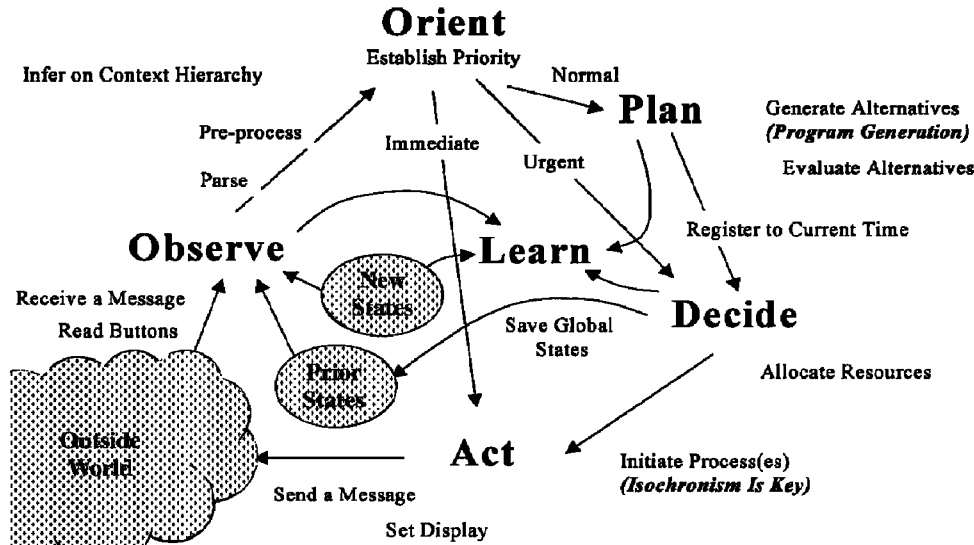 Orient
Establish Priority
Infer on Context Hierarchy
Normal
Plan
Generate Alternatives
(Program Generation)
Pre-process
Immediate
Urgent
Evaluate Alternatives
Parse
Observe
Learn
Register to Current Time
New
States
Receive a Message
Read Buttons
Save Global
States
Decide
Prior
States
Allocate Resources
Outside
World
Act
Initiate Process(es)
(Isochronism Is Key)
Send a Message
Set Display